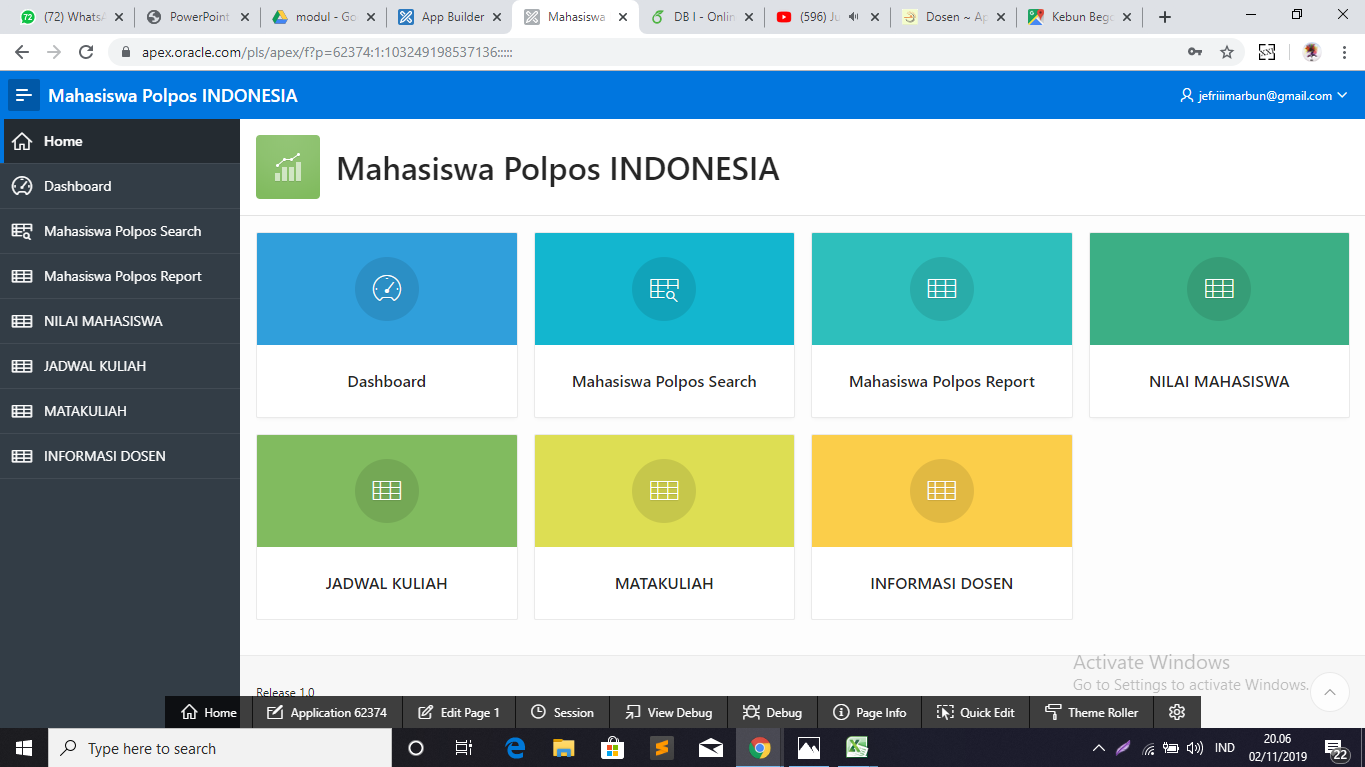 (72) Whats
PowerPoint
modul - Go
App Builder
Mahasiswa
DB I - Onlin
(596) Ju
Dosen ~ Ap
Kebun Bego
apex.oracle.com/pls/apex/f?p=62374:1:103249198537136:::::
Mahasiswa Polpos INDONESIA
jefriiimarbun@gmail.com
Home
Dashboard
Mahasiswa Polpos Search
Mahasiswa Polpos Report
NILAI MAHASISWA
JADWAL KULIAH
MATAKULIAH
INFORMASI DOSEN
Mahasiswa Polpos INDONESIA
Dashboard
Mahasiswa Polpos Search
Mahasiswa Polpos Report
NILAI MAHASISWA
JADWAL KULIAH
MATAKULIAH
INFORMASI DOSEN
Activate Windows
Go to Settings to activate Windows.
Release 1.0
Home
Application 62374
Edit Page 1
Session
View Debug
Debug
Page Info
Quick Edit
Theme Roller
Type here to search
IND
20.06
02/11/2019
22